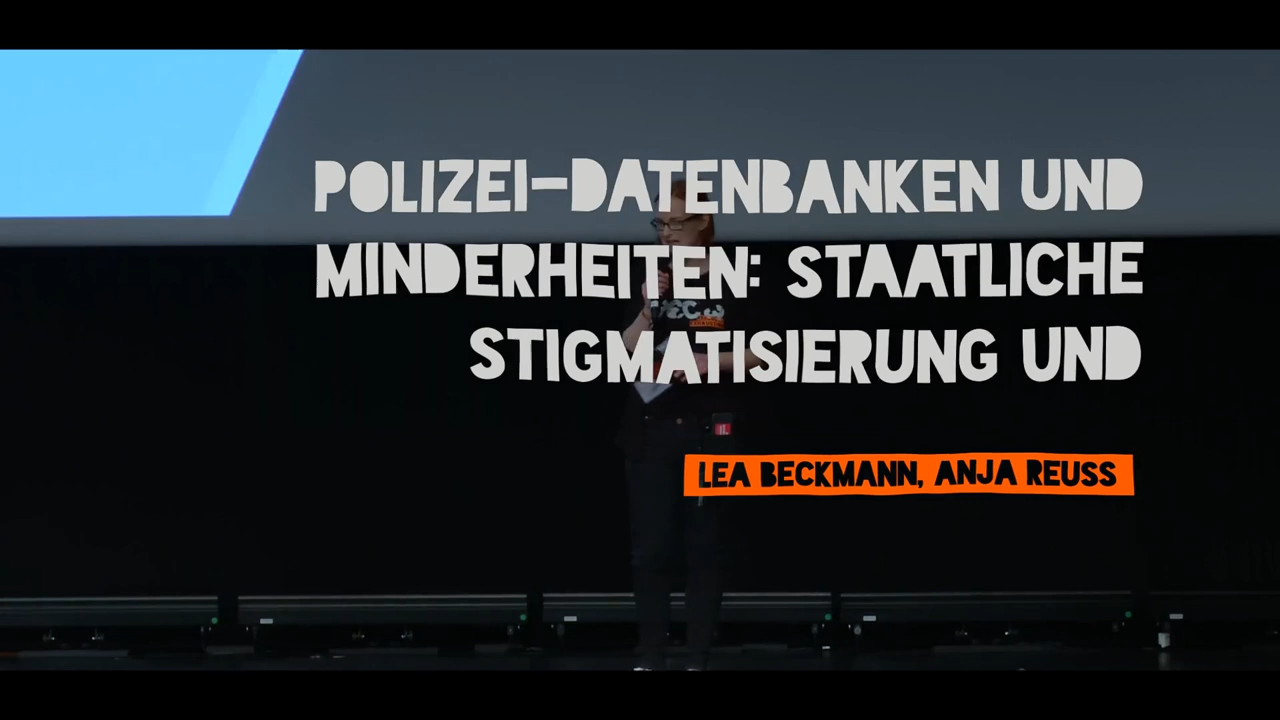 POLIZEI-DATENBANKEN UND
MINDERHEITEN: STAATLICHE
STIGMATISIERUNG UND
LEA BECKMANN, ANJA REUSS